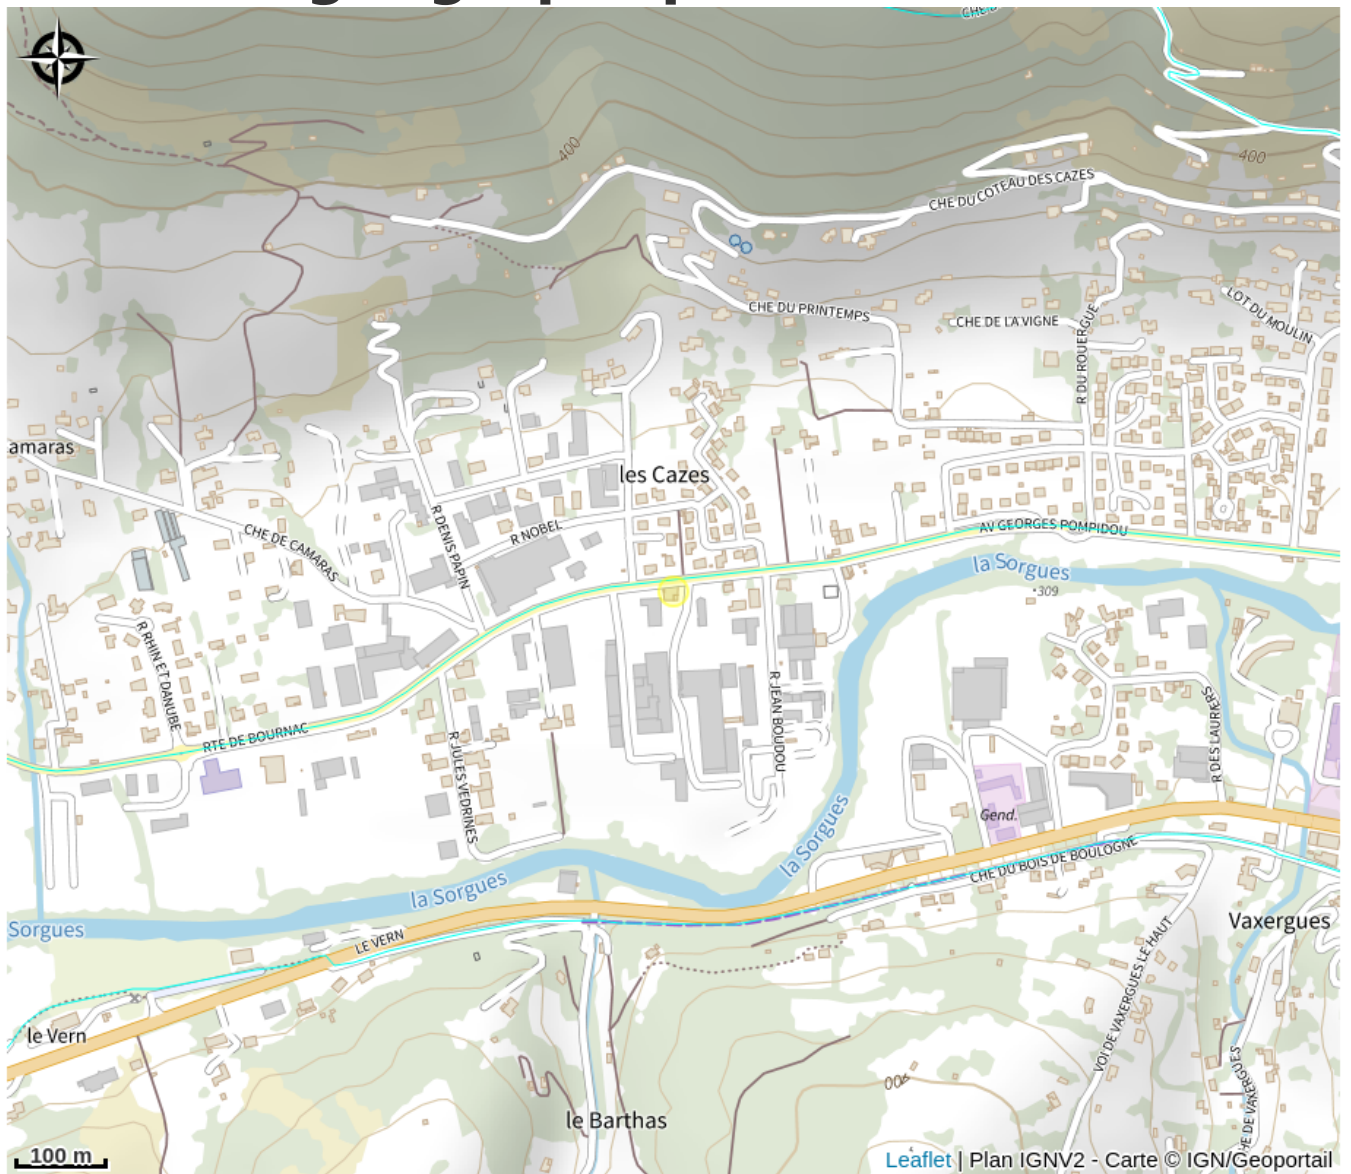 400
400
CHE DU COTEAU DES CAZES
CHE DU PRINTEMPS
CHE DE LA VIGNE
R DU ROUERGUE
LOT DU MOULIN
amaras
les Cazes
R DENIS PAPIN
R NOBEL
CHE DE CAMARAS
AV GEORGES POMPIDOU
la Sorgues
309
R RHIN ET DANUBE
RTE DE BOURNAC
R JULES VEDRINES
R JEAN BOUDOU
R DES LAURIERS
la Sorgues
Gend.
CHE DU BOIS DE BOULOGNE
la Sorgues
Sorgues
LE VERN
Vaxergues
VOI DE VAXERGUES LE HAUT
le Vern
HE DE VAXERGUES
le Barthas
100 m
Leaflet | Plan IGNV2 - Carte © IGN/Geoportail